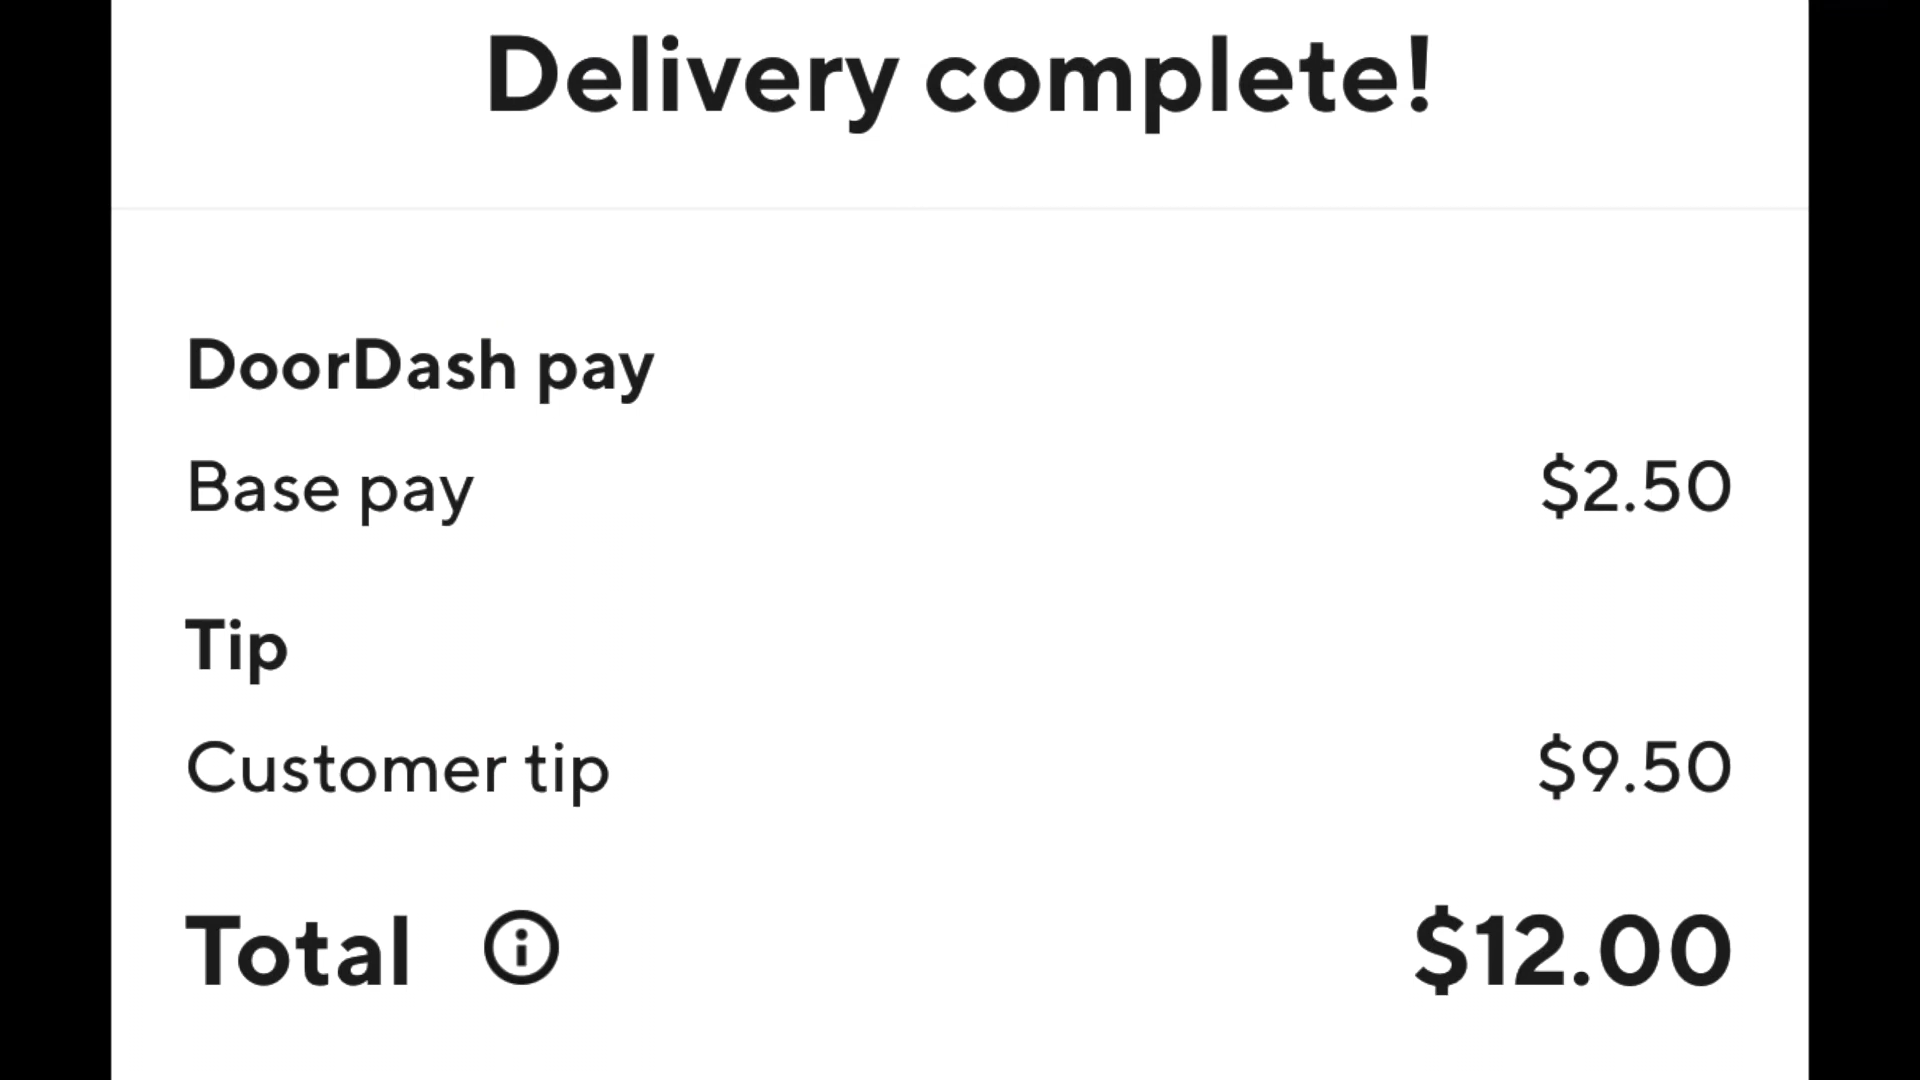 Delivery complete!
DoorDash pay
Base pay $2.50
Tip
Customer tip $9.50
Total $12.00